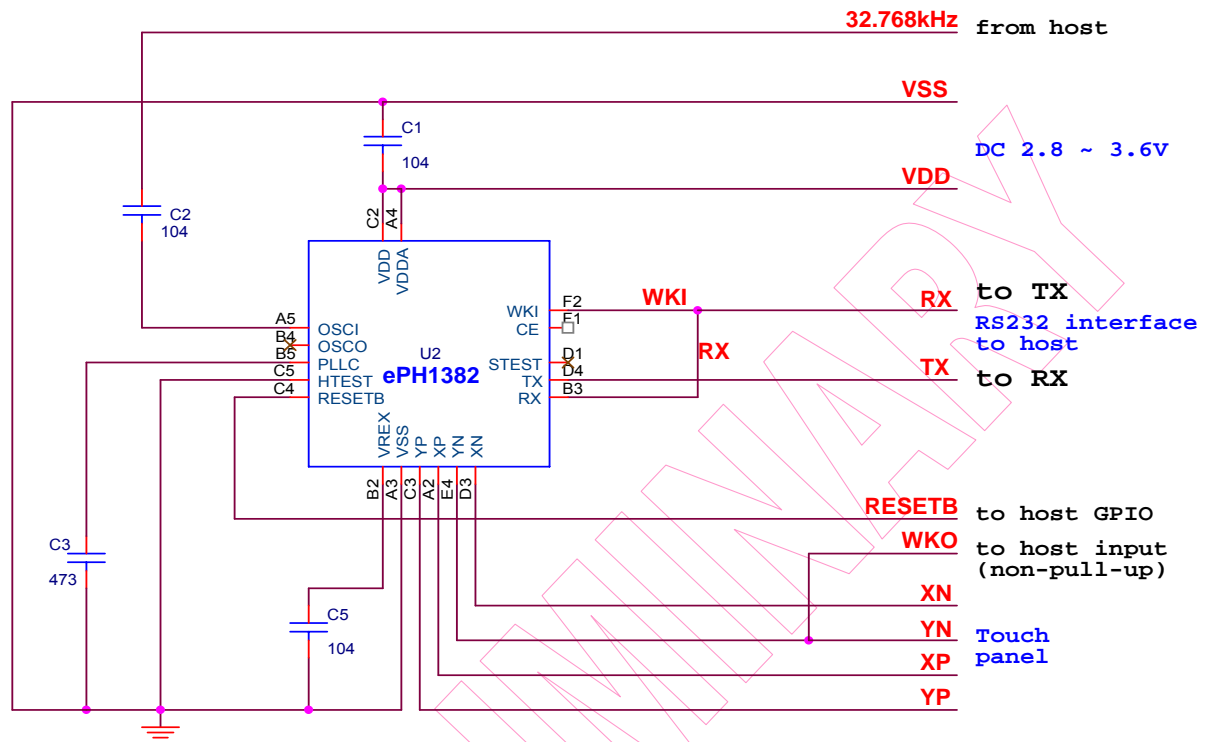 32.768kHz from host
VSS
C1
104
DC 2.8 ~ 3.6V
VDD
C2
104
C2
A4
VDD
VDDA
WKI
RX
to TX
RS232 interface
to host
RX
TX
to RX
A5
B4
B5
C5
C4
OSCI
OSCO
PLLC
HTEST
RESETB
U2
ePH1382
WKI
CE
STEST
TX
RX
F2
E1
D1
D4
B3
VREX
VSS
YP
XP
YN
XN
B2
A3
C3
A2
E4
D3
RESETB to host GPIO
WKO to host input
(non-pull-up)
C3
473
C5
104
XN
YN
XP
YP
Touch
panel